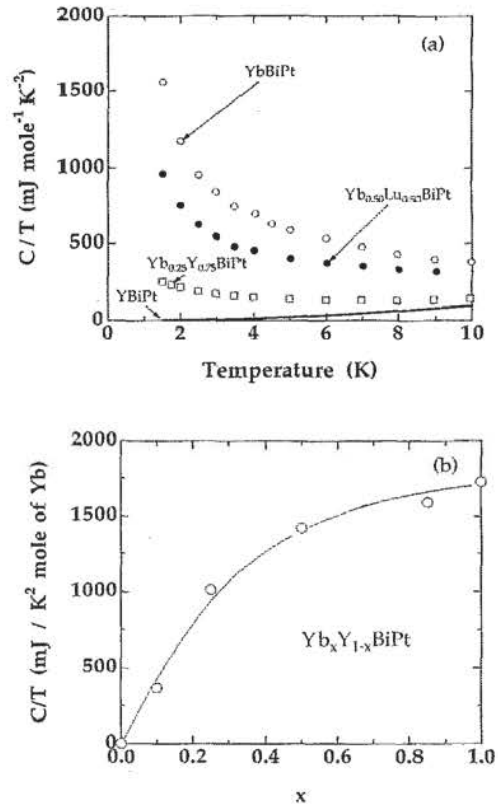 2000
(a)
YbBiPt
1500
C/T (mJ mole⁻¹ K⁻²)
1000
Yb₀.₅₀Lu₀.₅₀BiPt
500
Yb₀.₂₅Y₀.₇₅BiPt
YBiPt
0
2 4 6 8 10
Temperature (K)
2000
(b)
1500
C/T (mJ / K² mole of Yb)
1000
YbₓY₁₋ₓBiPt
500
0
0.0 0.2 0.4 0.6 0.8 1.0
x